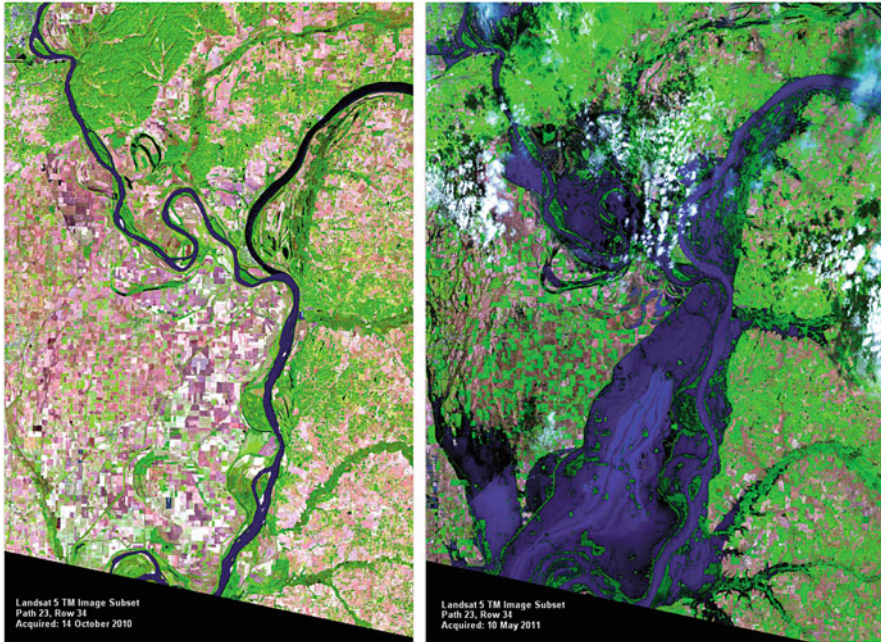 Landsat 5 TM Image Subset
Path 23, Row 34
Acquired: 14 October 2010
Landsat 5 TM Image Subset
Path 23, Row 34
Acquired: 10 May 2011